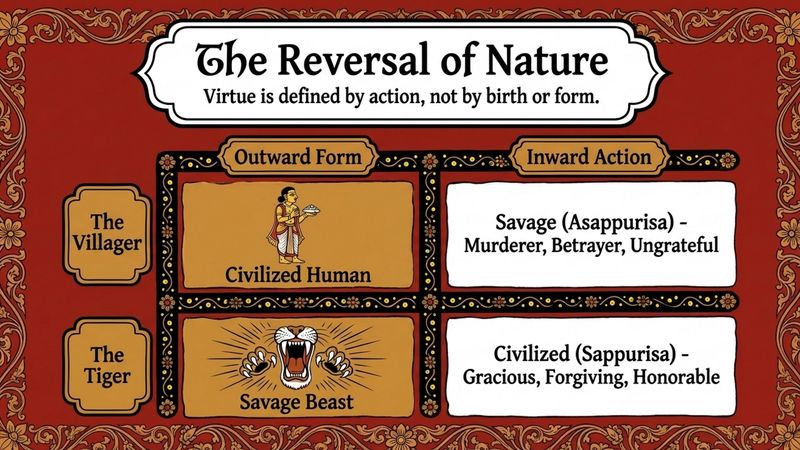 The Reversal of Nature
Virtue is defined by action, not by birth or form.
Outward Form
Inward Action
The
Villager
Civilized Human
Savage (Asappurisa) -
Murderer, Betrayer, Ungrateful
The
Tiger
Savage Beast
Civilized (Sappurisa) -
Gracious, Forgiving, Honorable